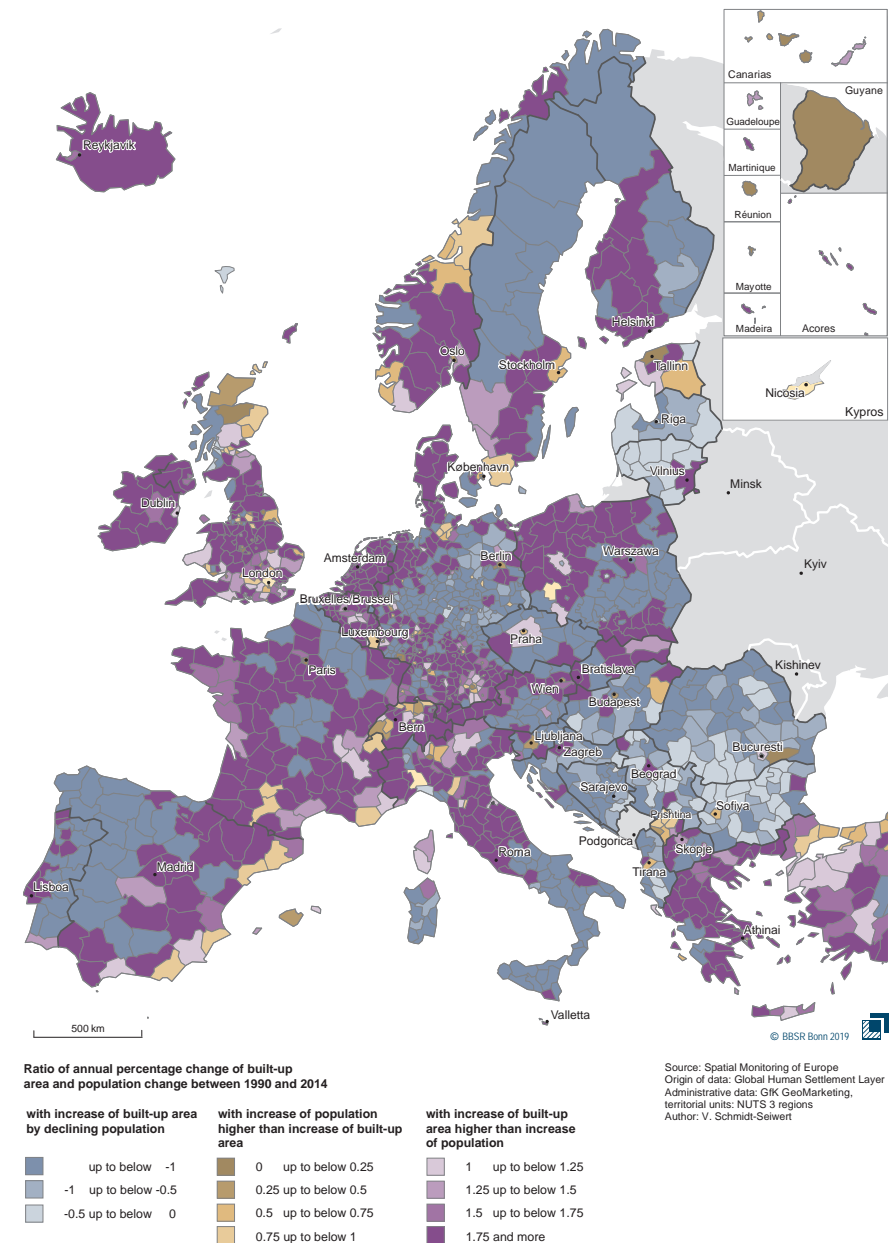 Canarias
Guyane
Guadeloupe
Martinique
Réunion
Mayotte
Madeira
Acores
Nicosia
Kypros
Reykjavik
Helsinki
Oslo
Stockholm
Tallinn
Riga
København
Vilnius
Minsk
Dublin
Warszawa
Berlin
Amsterdam
London
Kyiv
Bruxelles/Brussel
Luxembourg
Praha
Paris
Kishinev
Bratislava
Wien
Budapest
Bern
Ljubljana
Zagreb
Bucuresti
Beograd
Sarajevo
Sofiya
Prishtina
Podgorica
Skopje
Roma
Tirana
Madrid
Lisboa
Athinai
Valletta
500 km
© BBSR Bonn 2019
Ratio of annual percentage change of built-up
area and population change between 1990 and 2014
with increase of built-up area
by declining population
up to below -1
-1 up to below -0.5
-0.5 up to below 0
with increase of population
higher than increase of built-up
area
0 up to below 0.25
0.25 up to below 0.5
0.5 up to below 0.75
0.75 up to below 1
with increase of built-up
area higher than increase
of population
1 up to below 1.25
1.25 up to below 1.5
1.5 up to below 1.75
1.75 and more
Source: Spatial Monitoring of Europe
Origin of data: Global Human Settlement Layer
Administrative data: GfK GeoMarketing,
territorial units: NUTS 3 regions
Author: V. Schmidt-Seiwert